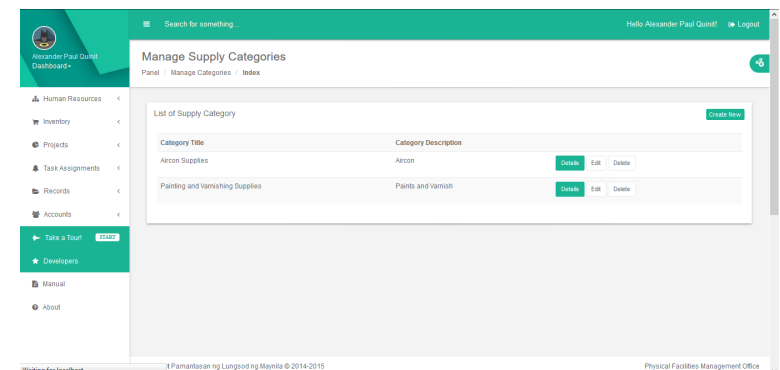 Search for something...
Hello Alexander Paul Quinit!
Logout
Alexander Paul Quinit
Dashboard
Manage Supply Categories
Panel / Manage Categories / Index
Human Resources
Inventory
Projects
Task Assignments
Records
Accounts
Take a Tour! START
Developers
Manual
About
List of Supply Category
Create New
Category Title Category Description
Aircon Supplies Aircon Details Edit Delete
Painting and Varnishing Supplies Paints and Varnish Details Edit Delete
Pamantasan ng Lungsod ng Maynila © 2014-2015
Physical Facilities Management Office